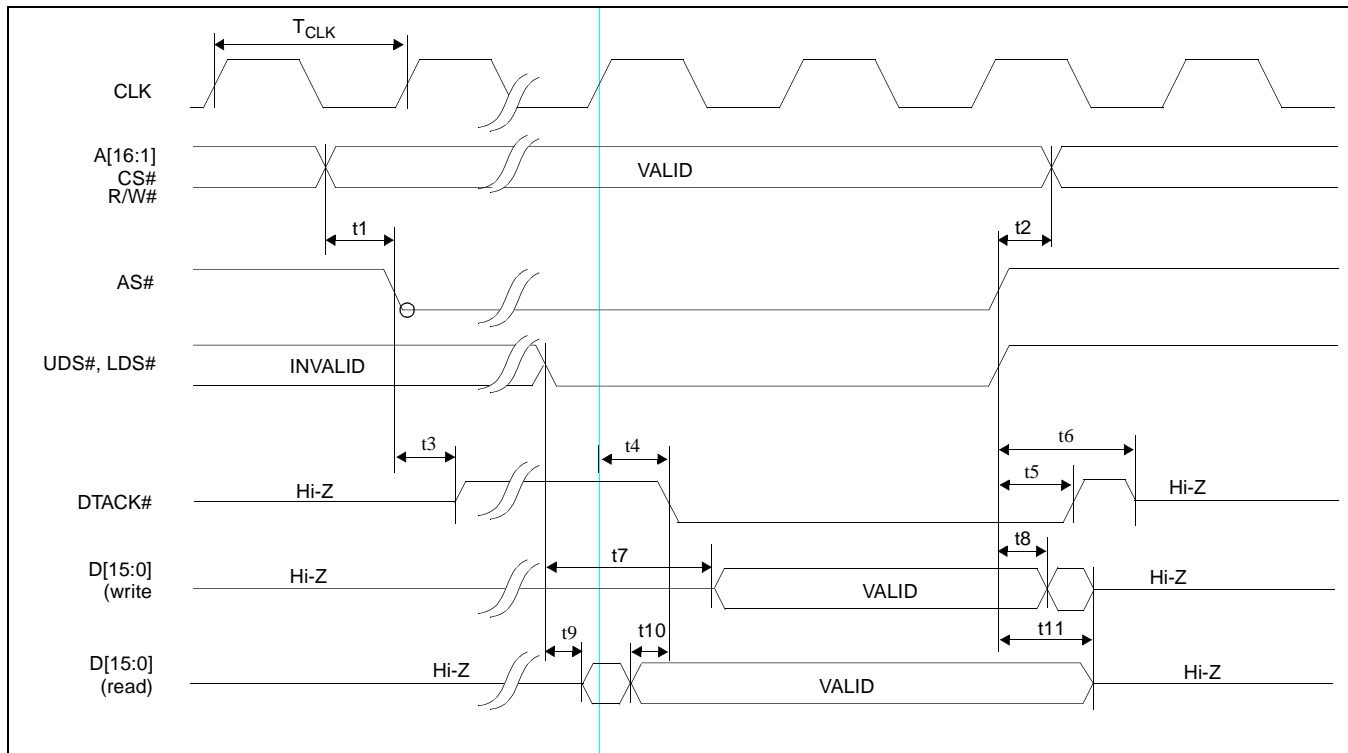 TCLK
CLK
A[16:1]
CS#
R/W#
VALID
t1
t2
AS#
UDS#, LDS#
INVALID
t3
t4
t6
t5
DTACK#
Hi-Z
Hi-Z
t7
t8
D[15:0]
(write
Hi-Z
VALID
Hi-Z
t9
t10
t11
D[15:0]
(read)
Hi-Z
VALID
Hi-Z